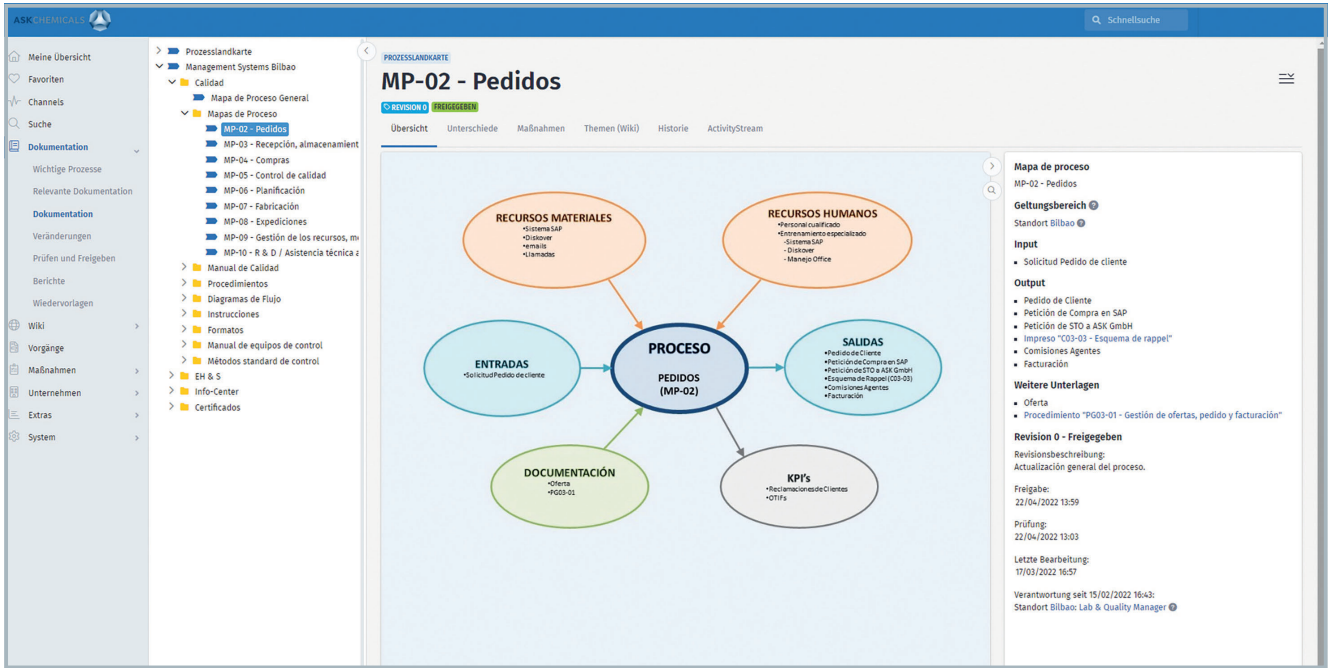 ASKCHEMICALS
Schnellsuche
Meine Übersicht
Favoriten
Channels
Suche
Dokumentation
Wichtige Prozesse
Relevante Dokumentation
Dokumentation
Veränderungen
Prüfen und Freigeben
Berichte
Wiedervorlagen
Wiki
Vorgänge
Maßnahmen
Unternehmen
Extras
System
Prozesslandkarte
Management Systems Bilbao
Calidad
Mapa de Proceso General
Mapas de Proceso
MP-02 - Pedidos
MP-03 - Recepción, almacenamient
MP-04 - Compras
MP-05 - Control de calidad
MP-06 - Planificación
MP-07 - Fabricación
MP-08 - Expediciones
MP-09 - Gestión de los recursos, m
MP-10 - R & D / Asistencia técnica a
Manual de Calidad
Procedimientos
Diagramas de Flujo
Instrucciones
Formatos
Manual de equipos de control
Métodos standard de control
EH & S
Info-Center
Certificados
PROZESSLANDKARTE
MP-02 - Pedidos
REVISION 0 FREIGEGEBEN
Übersicht Unterschiede Maßnahmen Themen (Wiki) Historie ActivityStream
RECURSOS MATERIALES
•Sistema SAP
•Diskover
•emails
•Llamadas
RECURSOS HUMANOS
•Personal cualificado
•Entrenamiento especializado
-Sistema SAP
- Diskover
- Manejo Office
ENTRADAS
•Solicitud Pedido de cliente
PROCESO
PEDIDOS
(MP-02)
SALIDAS
•Pedido de Cliente
•Petición de Compra en SAP
•Petición de STO a ASK GmbH
•Esquema de Rappel (C03-03)
•Comisiones Agentes
•Facturación
DOCUMENTACIÓN
•Oferta
•PG03-01
KPI's
•Reclamaciones de Clientes
•OTIFs
Mapa de proceso
MP-02 - Pedidos
Geltungsbereich
Standort Bilbao
Input
▪ Solicitud Pedido de cliente
Output
▪ Pedido de Cliente
▪ Petición de Compra en SAP
▪ Petición de STO a ASK GmbH
▪ Impreso "C03-03 - Esquema de rappel"
▪ Comisiones Agentes
▪ Facturación
Weitere Unterlagen
▪ Oferta
▪ Procedimiento "PG03-01 - Gestión de ofertas, pedido y facturación"
Revision 0 - Freigegeben
Revisionsbeschreibung:
Actualización general del proceso.
Freigabe:
22/04/2022 13:59
Prüfung:
22/04/2022 13:03
Letzte Bearbeitung:
17/03/2022 16:57
Verantwortung seit 15/02/2022 16:43:
Standort Bilbao: Lab & Quality Manager